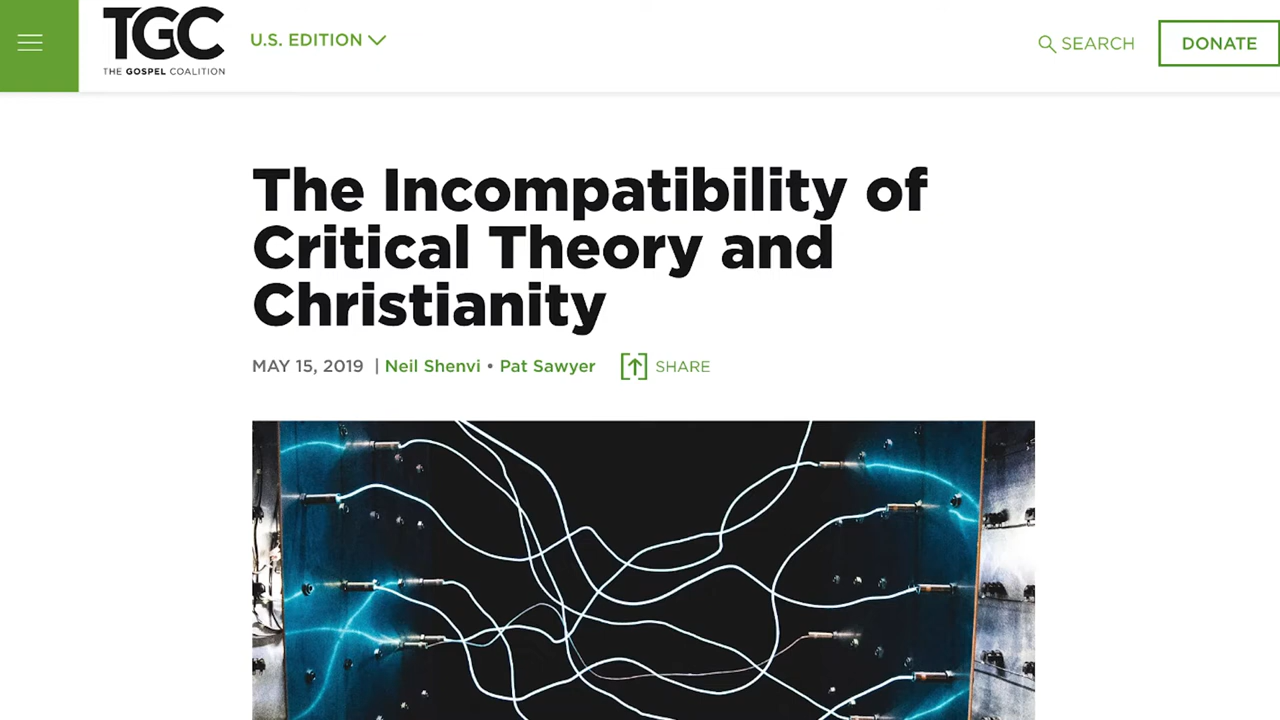 TGC
THE GOSPEL COALITION
U.S. EDITION
SEARCH
DONATE
The Incompatibility of
Critical Theory and
Christianity
MAY 15, 2019 | Neil Shenvi • Pat Sawyer
SHARE